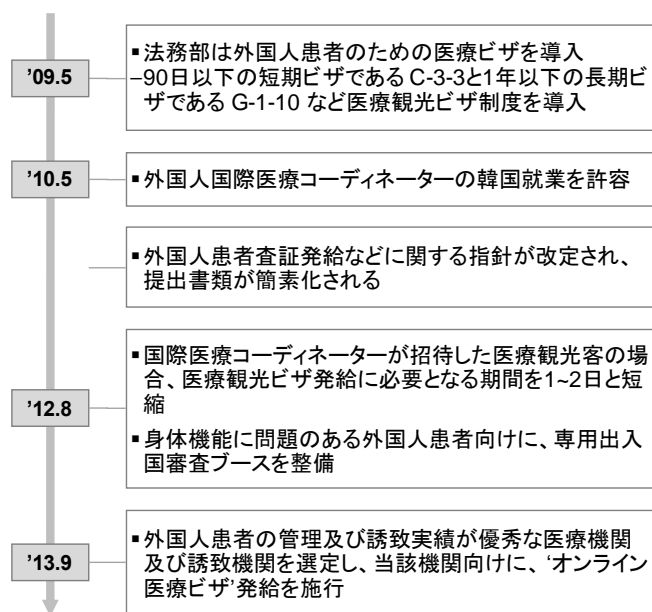 ’09.5
▪法務部は外国人患者のための医療ビザを導入
–90日以下の短期ビザである C-3-3と1年以下の長期ビ
ザである G-1-10 など医療観光ビザ制度を導入
’10.5
▪外国人国際医療コーディネーターの韓国就業を許容
▪外国人患者査証発給などに関する指針が改定され、
提出書類が簡素化される
’12.8
▪国際医療コーディネーターが招待した医療観光客の場
合、医療観光ビザ発給に必要となる期間を1~2日と短
縮
▪身体機能に問題のある外国人患者向けに、専用出入
国審査ブースを整備
’13.9
▪外国人患者の管理及び誘致実績が優秀な医療機関
及び誘致機関を選定し、当該機関向けに、‘オンライン
医療ビザ’発給を施行